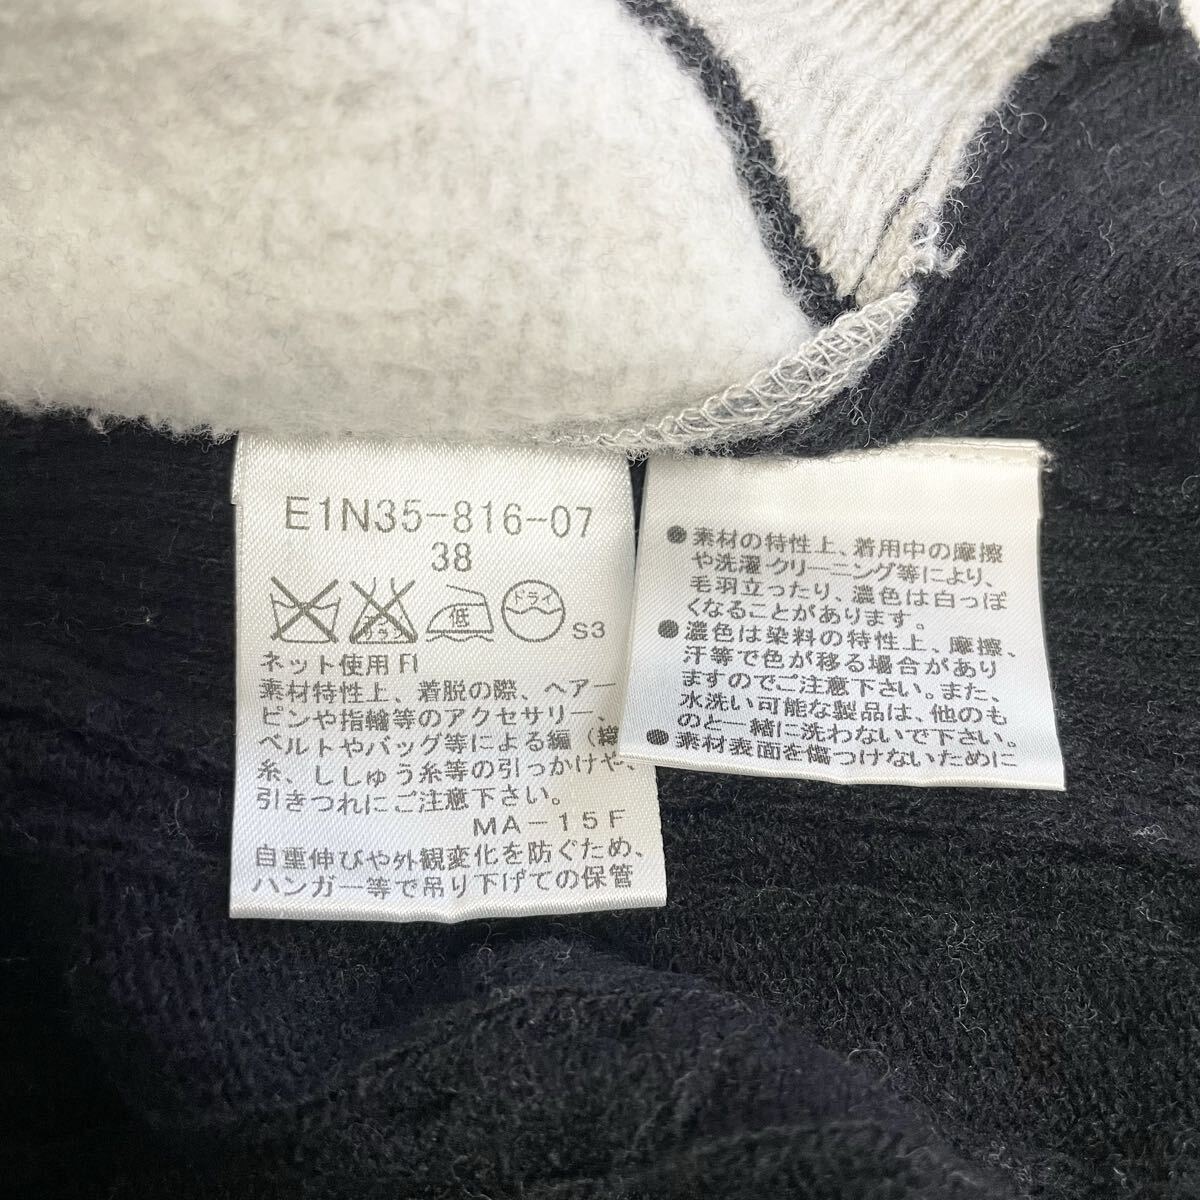 E1N35-816-07
38
サラシ
低
ドライ
S3
ネット使用 FI
素材特性上、着脱の際、ヘアー
ピンや指輪等のアクセサリー、
ベルトやバッグ等による編（緯
糸、ししゅう糸等の引っかけや、
引きつれにご注意下さい。
MA－15F
自重伸びや外観変化を防ぐため、
ハンガー等で吊り下げての保管
●素材の特性上、着用中の摩擦
や洗濯・クリーニング等により、
毛羽立ったり、濃色は白っぽ
くなることがあります。
●濃色は染料の特性上、摩擦、
汗等で色が移る場合があり
ますのでご注意下さい。また、
水洗い可能な製品は、他のも
のと一緒に洗わないで下さい。
●素材表面を傷つけないために